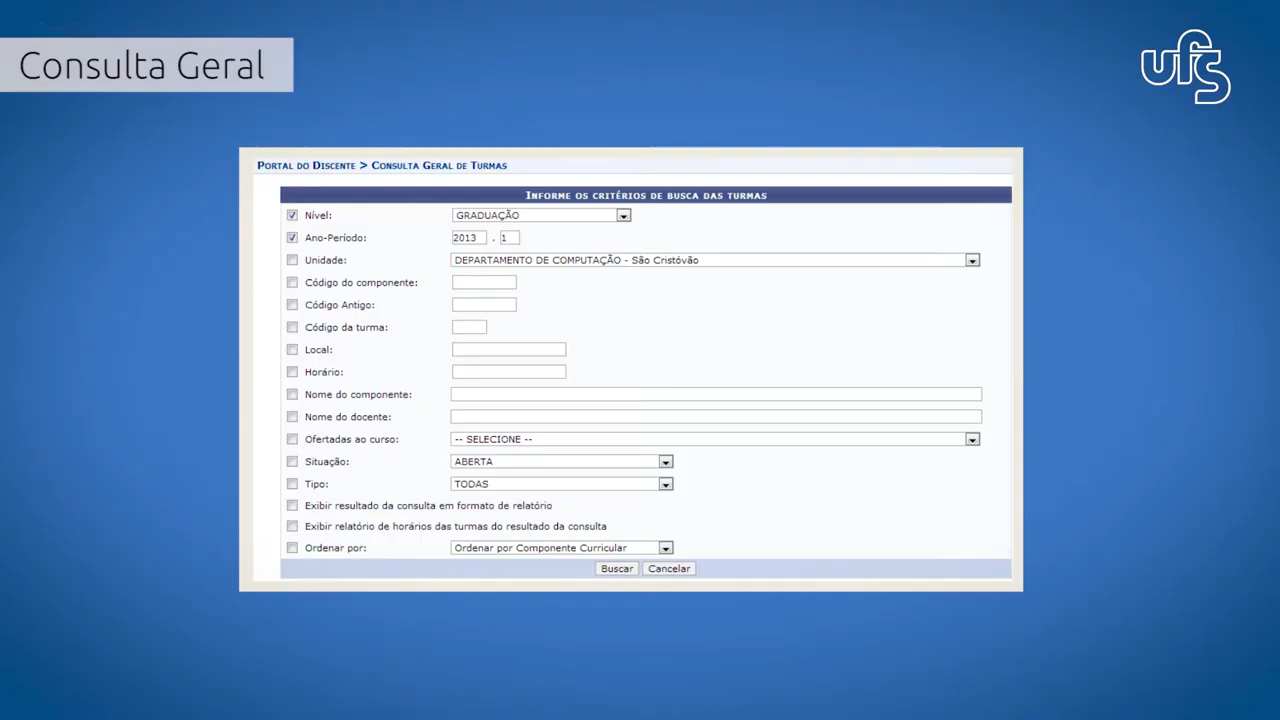 Consulta Geral
ufs
Portal do Discente > Consulta Geral de Turmas
Informe os critérios de busca das turmas
Nível: GRADUAÇÃO
Ano-Período: 2013 . 1
Unidade: DEPARTAMENTO DE COMPUTAÇÃO - São Cristóvão
Código do componente:
Código Antigo:
Código da turma:
Local:
Horário:
Nome do componente:
Nome do docente:
Ofertadas ao curso: -- SELECIONE --
Situação: ABERTA
Tipo: TODAS
Exibir resultado da consulta em formato de relatório
Exibir relatório de horários das turmas do resultado da consulta
Ordenar por: Ordenar por Componente Curricular
Buscar Cancelar